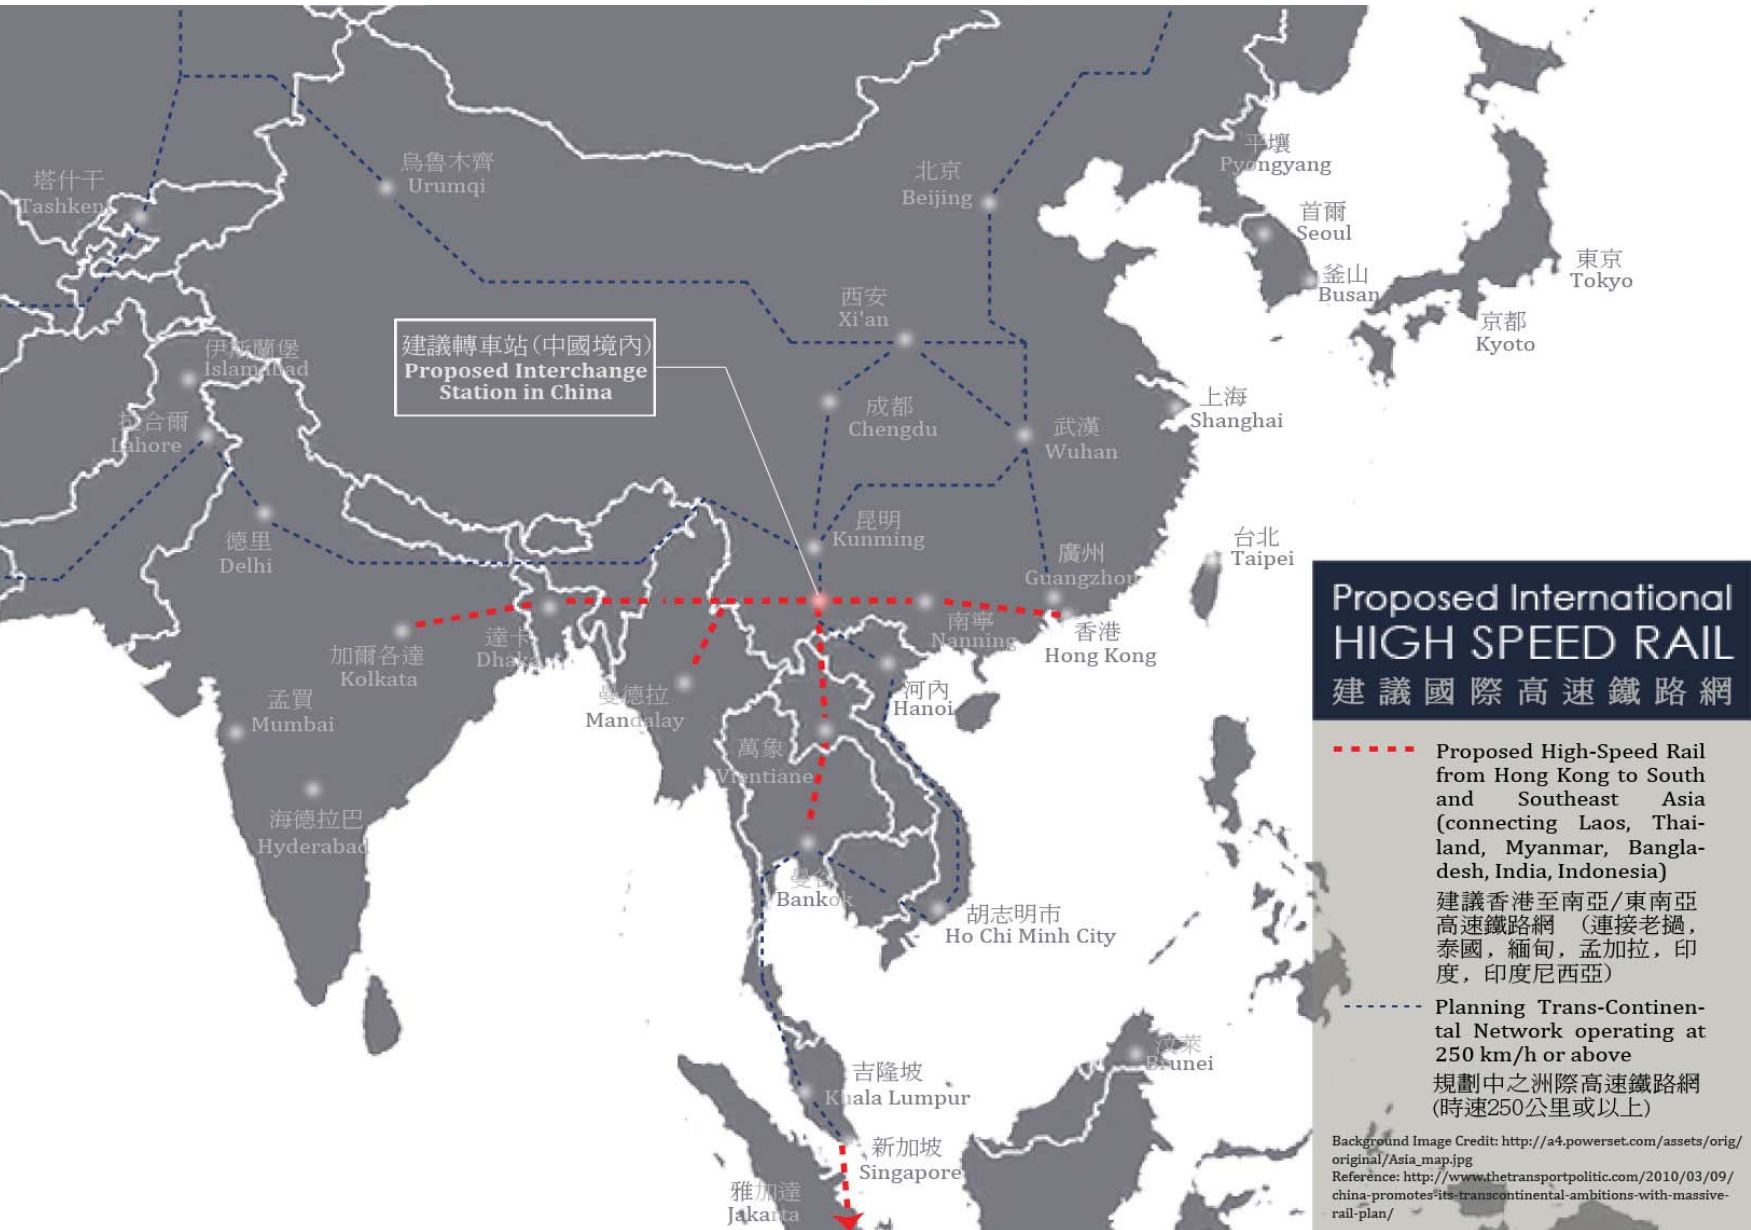 塔什干
Tashkent
烏魯木齊
Urumqi
北京
Beijing
平壤
Pyongyang
首爾
Seoul
釜山
Busan
東京
Tokyo
京都
Kyoto
西安
Xi'an
建議轉車站(中國境內)
Proposed Interchange
Station in China
伊斯蘭堡
Islamabad
拉合爾
Lahore
成都
Chengdu
武漢
Wuhan
上海
Shanghai
德里
Delhi
昆明
Kunming
廣州
Guangzhou
台北
Taipei
加爾各達
Kolkata
達卡
Dhaka
南寧
Nanning
香港
Hong Kong
孟買
Mumbai
曼德拉
Mandalay
河內
Hanoi
萬象
Vientiane
海德拉巴
Hyderabad
曼谷
Bankok
胡志明市
Ho Chi Minh City
吉隆坡
Kuala Lumpur
汶萊
Brunei
新加坡
Singapore
雅加達
Jakarta
Proposed International
HIGH SPEED RAIL
建議國際高速鐵路網
Proposed High-Speed Rail
from Hong Kong to South
and Southeast Asia
(connecting Laos, Thai-
land, Myanmar, Bangla-
desh, India, Indonesia)
建議香港至南亞/東南亞
高速鐵路網 （連接老撾，
泰國，緬甸，孟加拉，印
度，印度尼西亞）
Planning Trans-Continen-
tal Network operating at
250 km/h or above
規劃中之洲際高速鐵路網
(時速250公里或以上)
Background Image Credit: http://a4.powerset.com/assets/orig/
original/Asia_map.jpg
Reference: http://www.thetransportpolitic.com/2010/03/09/
china-promotes-its-transcontinental-ambitions-with-massive-
rail-plan/